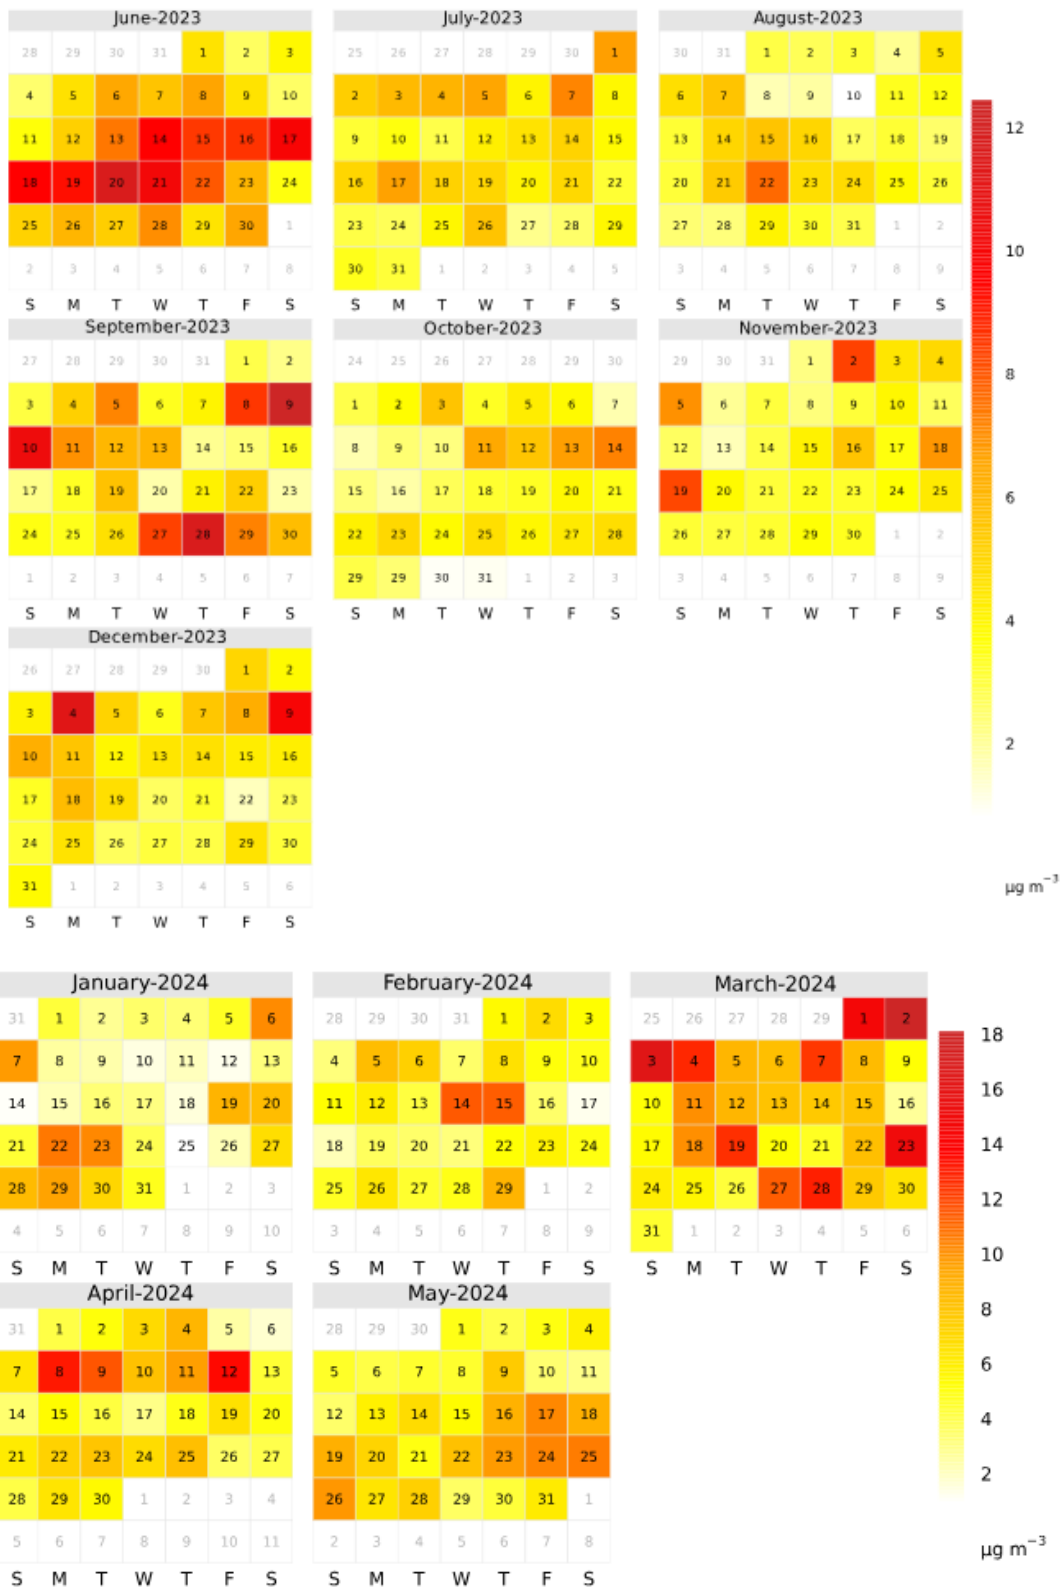 June-2023 July-2023 August-2023
28 29 30 31 1 2 3 25 26 27 28 29 30 1 30 31 1 2 3 4 5
4 5 6 7 8 9 10 2 3 4 5 6 7 8 6 7 8 9 10 11 12
11 12 13 14 15 16 17 9 10 11 12 13 14 15 13 14 15 16 17 18 19
18 19 20 21 22 23 24 16 17 18 19 20 21 22 20 21 22 23 24 25 26
25 26 27 28 29 30 1 23 24 25 26 27 28 29 27 28 29 30 31 1 2
2 3 4 5 6 7 8 30 31 1 2 3 4 5 3 4 5 6 7 8 9
S M T W T F S S M T W T F S S M T W T F S
September-2023 October-2023 November-2023
27 28 29 30 31 1 2 24 25 26 27 28 29 30 29 30 31 1 2 3 4
3 4 5 6 7 8 9 1 2 3 4 5 6 7 5 6 7 8 9 10 11
10 11 12 13 14 15 16 8 9 10 11 12 13 14 12 13 14 15 16 17 18
17 18 19 20 21 22 23 15 16 17 18 19 20 21 19 20 21 22 23 24 25
24 25 26 27 28 29 30 22 23 24 25 26 27 28 26 27 28 29 30 1 2
1 2 3 4 5 6 7 29 29 30 31 1 2 3 3 4 5 6 7 8 9
S M T W T F S S M T W T F S S M T W T F S
December-2023
26 27 28 29 30 1 2
3 4 5 6 7 8 9
10 11 12 13 14 15 16
17 18 19 20 21 22 23
24 25 26 27 28 29 30
31 1 2 3 4 5 6
S M T W T F S
12
10
8
6
4
2
µg m⁻³
January-2024 February-2024 March-2024
31 1 2 3 4 5 6 28 29 30 31 1 2 3 25 26 27 28 29 1 2
7 8 9 10 11 12 13 4 5 6 7 8 9 10 3 4 5 6 7 8 9
14 15 16 17 18 19 20 11 12 13 14 15 16 17 10 11 12 13 14 15 16
21 22 23 24 25 26 27 18 19 20 21 22 23 24 17 18 19 20 21 22 23
28 29 30 31 1 2 3 25 26 27 28 29 1 2 24 25 26 27 28 29 30
4 5 6 7 8 9 10 3 4 5 6 7 8 9 31 1 2 3 4 5 6
S M T W T F S S M T W T F S S M T W T F S
April-2024 May-2024
31 1 2 3 4 5 6 28 29 30 1 2 3 4
7 8 9 10 11 12 13 5 6 7 8 9 10 11
14 15 16 17 18 19 20 12 13 14 15 16 17 18
21 22 23 24 25 26 27 19 20 21 22 23 24 25
28 29 30 1 2 3 4 26 27 28 29 30 31 1
5 6 7 8 9 10 11 2 3 4 5 6 7 8
S M T W T F S S M T W T F S
18
16
14
12
10
8
6
4
2
µg m⁻³